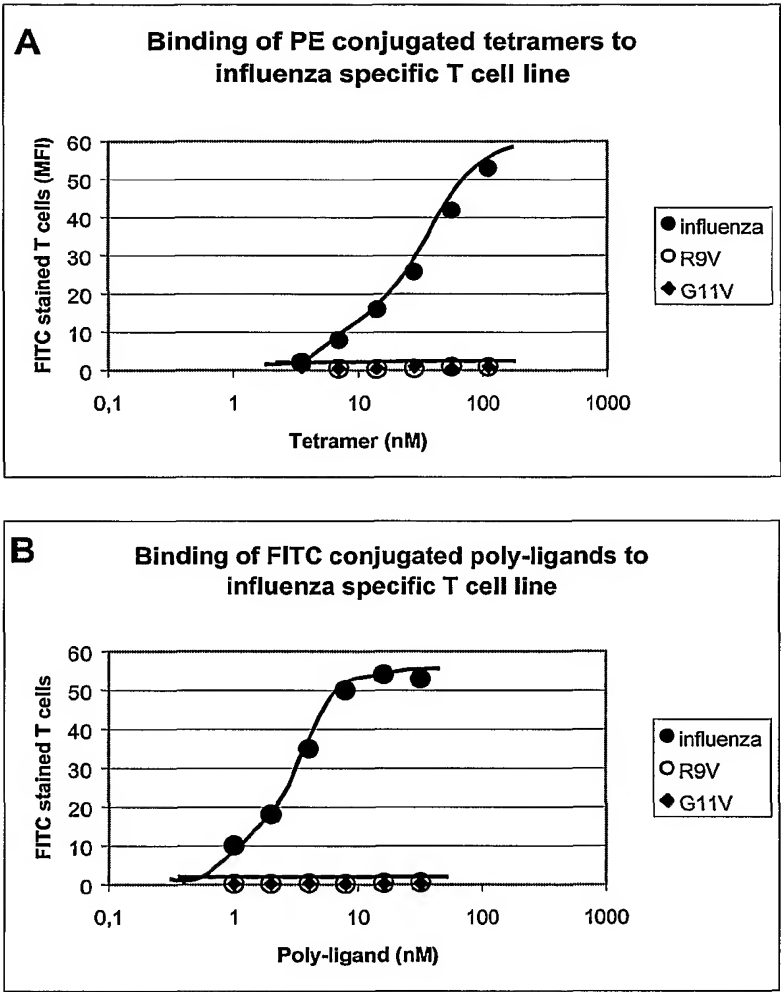 A
Binding of PE conjugated tetramers to
influenza specific T cell line
FITC stained T cells (MFI)
60
50
40
30
20
10
0
0,1 1 10 100 1000
Tetramer (nM)
influenza
R9V
G11V
B
Binding of FITC conjugated poly-ligands to
influenza specific T cell line
FITC stained T cells
60
50
40
30
20
10
0
0,1 1 10 100 1000
Poly-ligand (nM)
influenza
R9V
G11V